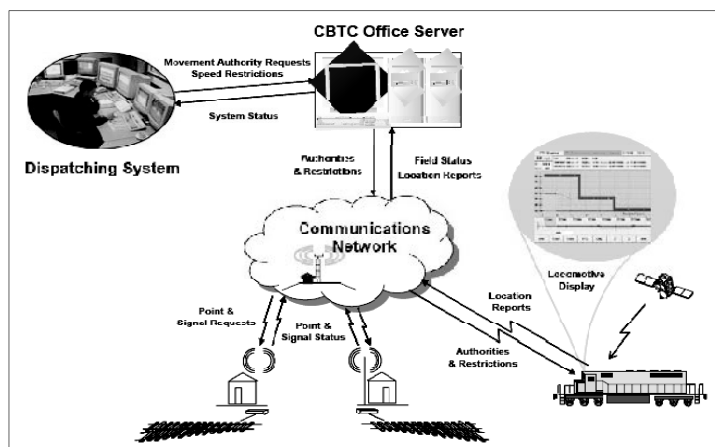 CBTC Office Server
Movement Authority Requests
Speed Restrictions
System Status
Dispatching System
Authorities
& Restrictions
Field Status
Location Reports
Communications
Network
Locomotive
Display
Point &
Signal Requests
Point &
Signal Status
Location
Reports
Authorities
& Restrictions